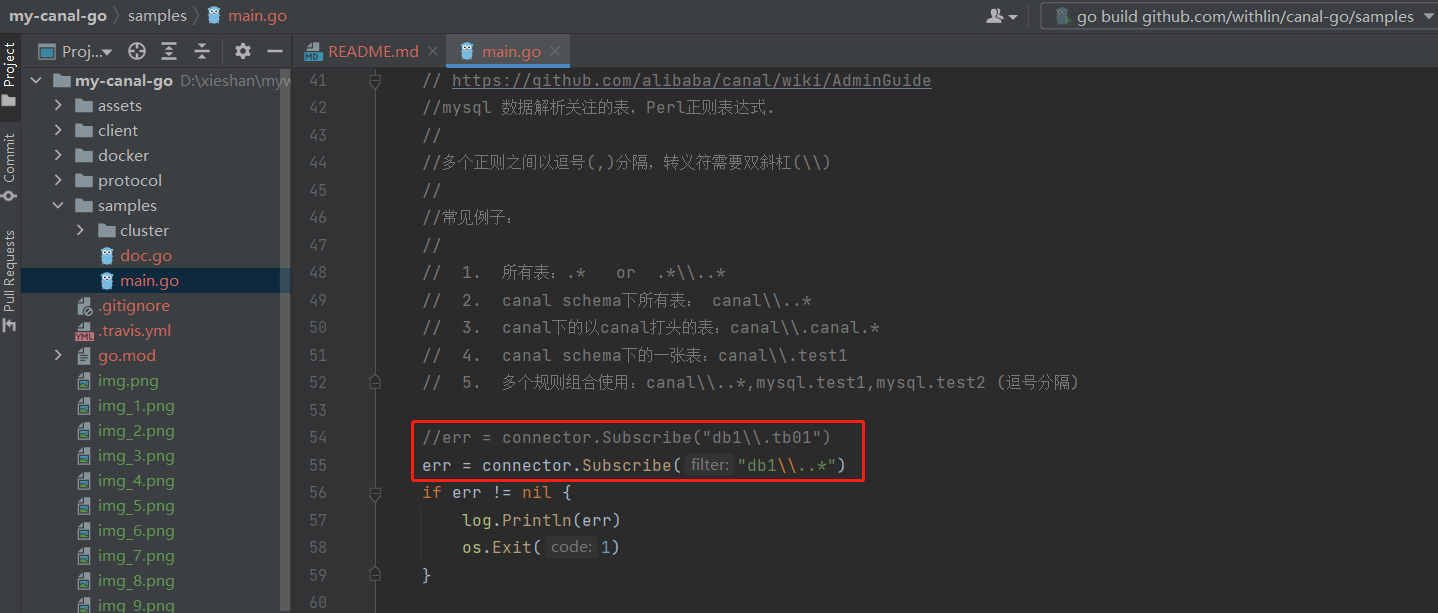 my-canal-go samples main.go
go build github.com/withlin/canal-go/samples
Project
Commit
Pull Requests
Proj...
README.md
main.go
my-canal-go D:\xieshan\myw
assets
client
docker
protocol
samples
cluster
doc.go
main.go
.gitignore
.travis.yml
go.mod
img.png
img_1.png
img_2.png
img_3.png
img_4.png
img_5.png
img_6.png
img_7.png
img_8.png
img_9.png
41 // https://github.com/alibaba/canal/wiki/AdminGuide
42 //mysql 数据解析关注的表，Perl正则表达式.
43 //
44 //多个正则之间以逗号(,)分隔，转义符需要双斜杠(\\)
45 //
46 //常见例子：
47 //
48 // 1. 所有表：.* or .*\\..*
49 // 2. canal schema下所有表： canal\\..*
50 // 3. canal下的以canal打头的表：canal\\.canal.*
51 // 4. canal schema下的一张表：canal\\.test1
52 // 5. 多个规则组合使用：canal\\..*,mysql.test1,mysql.test2 (逗号分隔)
53
54 //err = connector.Subscribe("db1\\.tb01")
55 err = connector.Subscribe( filter: "db1\\..*")
56 if err != nil {
57 log.Println(err)
58 os.Exit( code: 1)
59 }
60